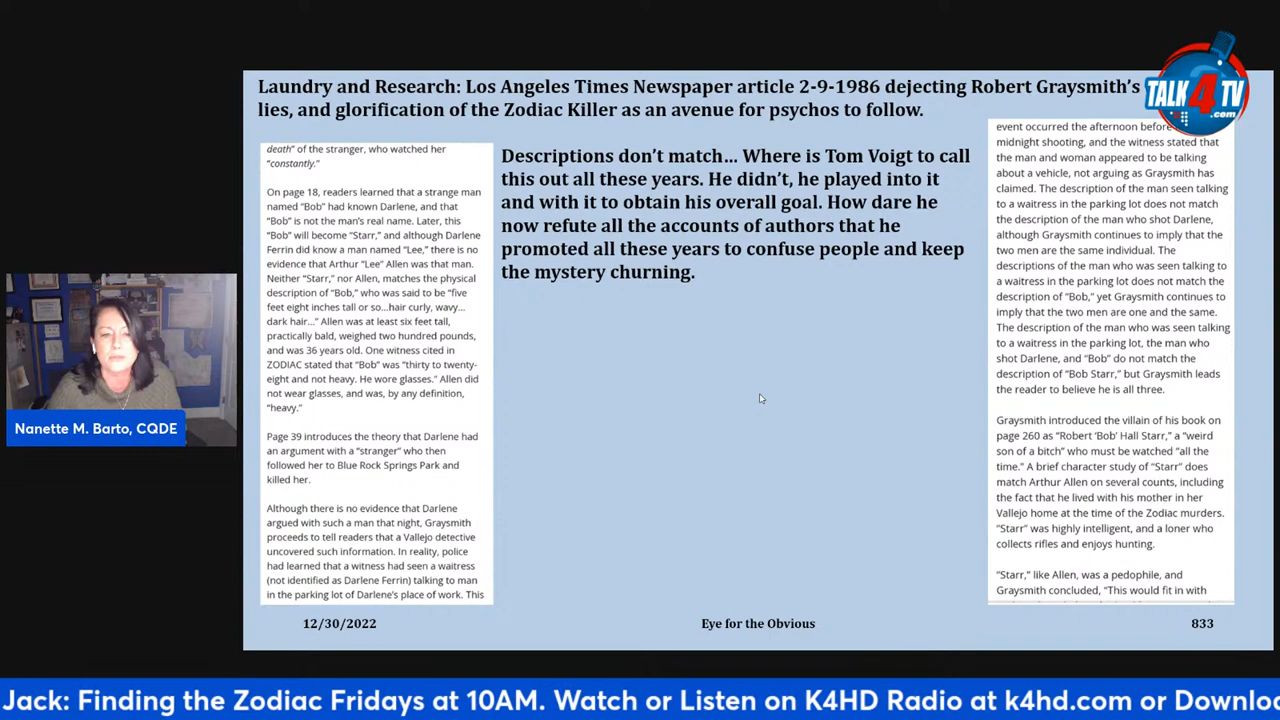 Laundry and Research: Los Angeles Times Newspaper article 2-9-1986 dejecting Robert Graysmith's
lies, and glorification of the Zodiac Killer as an avenue for psychos to follow.
TALK4TV
.com
death" of the stranger, who watched her
"constantly."
On page 18, readers learned that a strange man
named "Bob" had known Darlene, and that
"Bob" is not the man's real name. Later, this
"Bob" will become "Starr," and although Darlene
Ferrin did know a man named "Lee," there is no
evidence that Arthur "Lee" Allen was that man.
Neither "Starr," nor Allen, matches the physical
description of "Bob," who was said to be "five
feet eight inches tall or so...hair curly, wavy...
dark hair..." Allen was at least six feet tall,
practically bald, weighed two hundred pounds,
and was 36 years old. One witness cited in
ZODIAC stated that "Bob" was "thirty to twenty-
eight and not heavy. He wore glasses." Allen did
not wear glasses, and was, by any definition,
"heavy."
Page 39 introduces the theory that Darlene had
an argument with a "stranger" who then
followed her to Blue Rock Springs Park and
killed her.
Although there is no evidence that Darlene
argued with such a man that night, Graysmith
proceeds to tell readers that a Vallejo detective
uncovered such information. In reality, police
had learned that a witness had seen a waitress
(not identified as Darlene Ferrin) talking to man
in the parking lot of Darlene's place of work. This
Descriptions don't match... Where is Tom Voigt to call
this out all these years. He didn't, he played into it
and with it to obtain his overall goal. How dare he
now refute all the accounts of authors that he
promoted all these years to confuse people and keep
the mystery churning.
event occurred the afternoon before
midnight shooting, and the witness stated that
the man and woman appeared to be talking
about a vehicle, not arguing as Graysmith has
claimed. The description of the man seen talking
to a waitress in the parking lot does not match
the description of the man who shot Darlene,
although Graysmith continues to imply that the
two men are the same individual. The
descriptions of the man who was seen talking to
a waitress in the parking lot does not match the
description of "Bob," yet Graysmith continues to
imply that the two men are one and the same.
The description of the man who was seen talking
to a waitress in the parking lot, the man who
shot Darlene, and "Bob" do not match the
description of "Bob Starr," but Graysmith leads
the reader to believe he is all three.
Graysmith introduced the villain of his book on
page 260 as "Robert 'Bob' Hall Starr," a "weird
son of a bitch" who must be watched "all the
time." A brief character study of "Starr" does
match Arthur Allen on several counts, including
the fact that he lived with his mother in her
Vallejo home at the time of the Zodiac murders.
"Starr" was highly intelligent, and a loner who
collects rifles and enjoys hunting.
"Starr," like Allen, was a pedophile, and
Graysmith concluded, "This would fit in with
Nanette M. Barto, CQDE
12/30/2022
Eye for the Obvious
833
Jack: Finding the Zodiac Fridays at 10AM. Watch or Listen on K4HD Radio at k4hd.com or Downlo